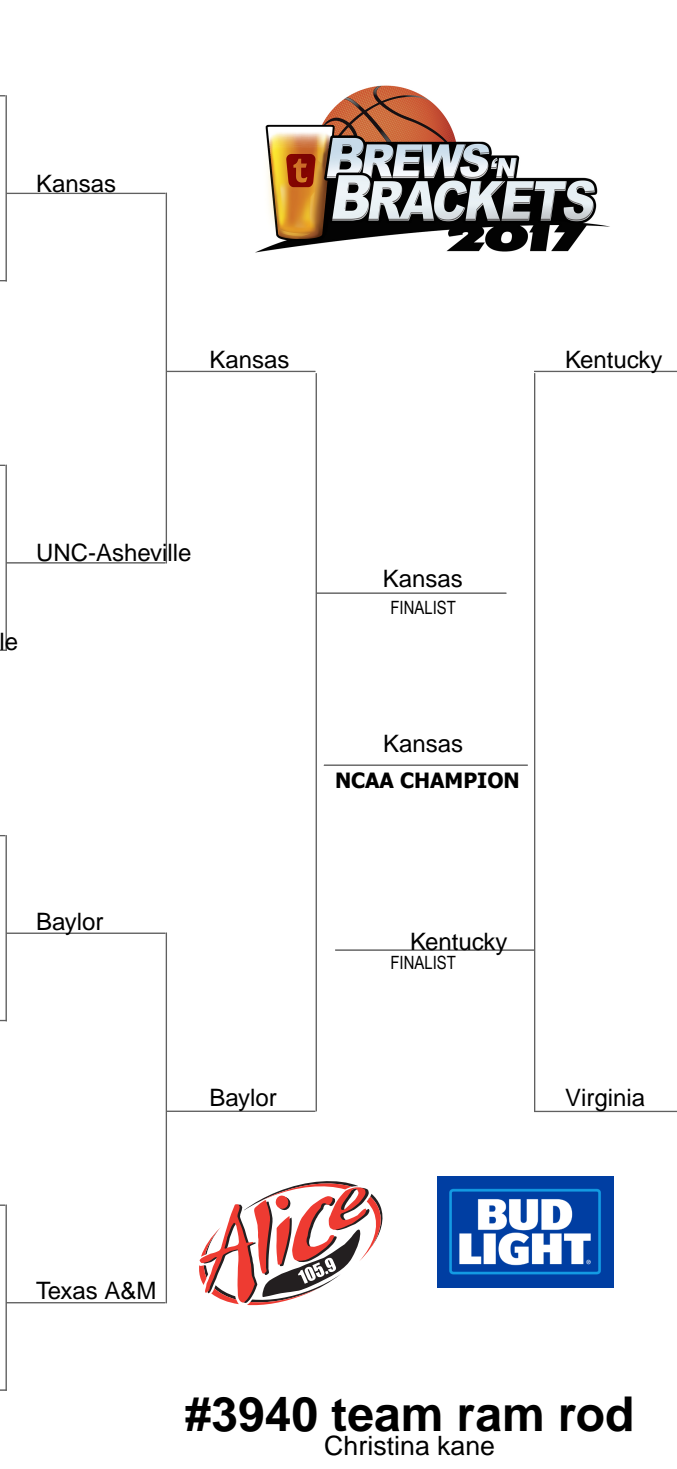 t
BREWS 'N
BRACKETS
2017
Kansas
Kansas
Kentucky
UNC-Asheville
Kansas
FINALIST
le
Kansas
NCAA CHAMPION
Baylor
Kentucky
FINALIST
Baylor
Virginia
Alice
105.9
BUD
LIGHT
Texas A&M
#3940 team ram rod
Christina kane